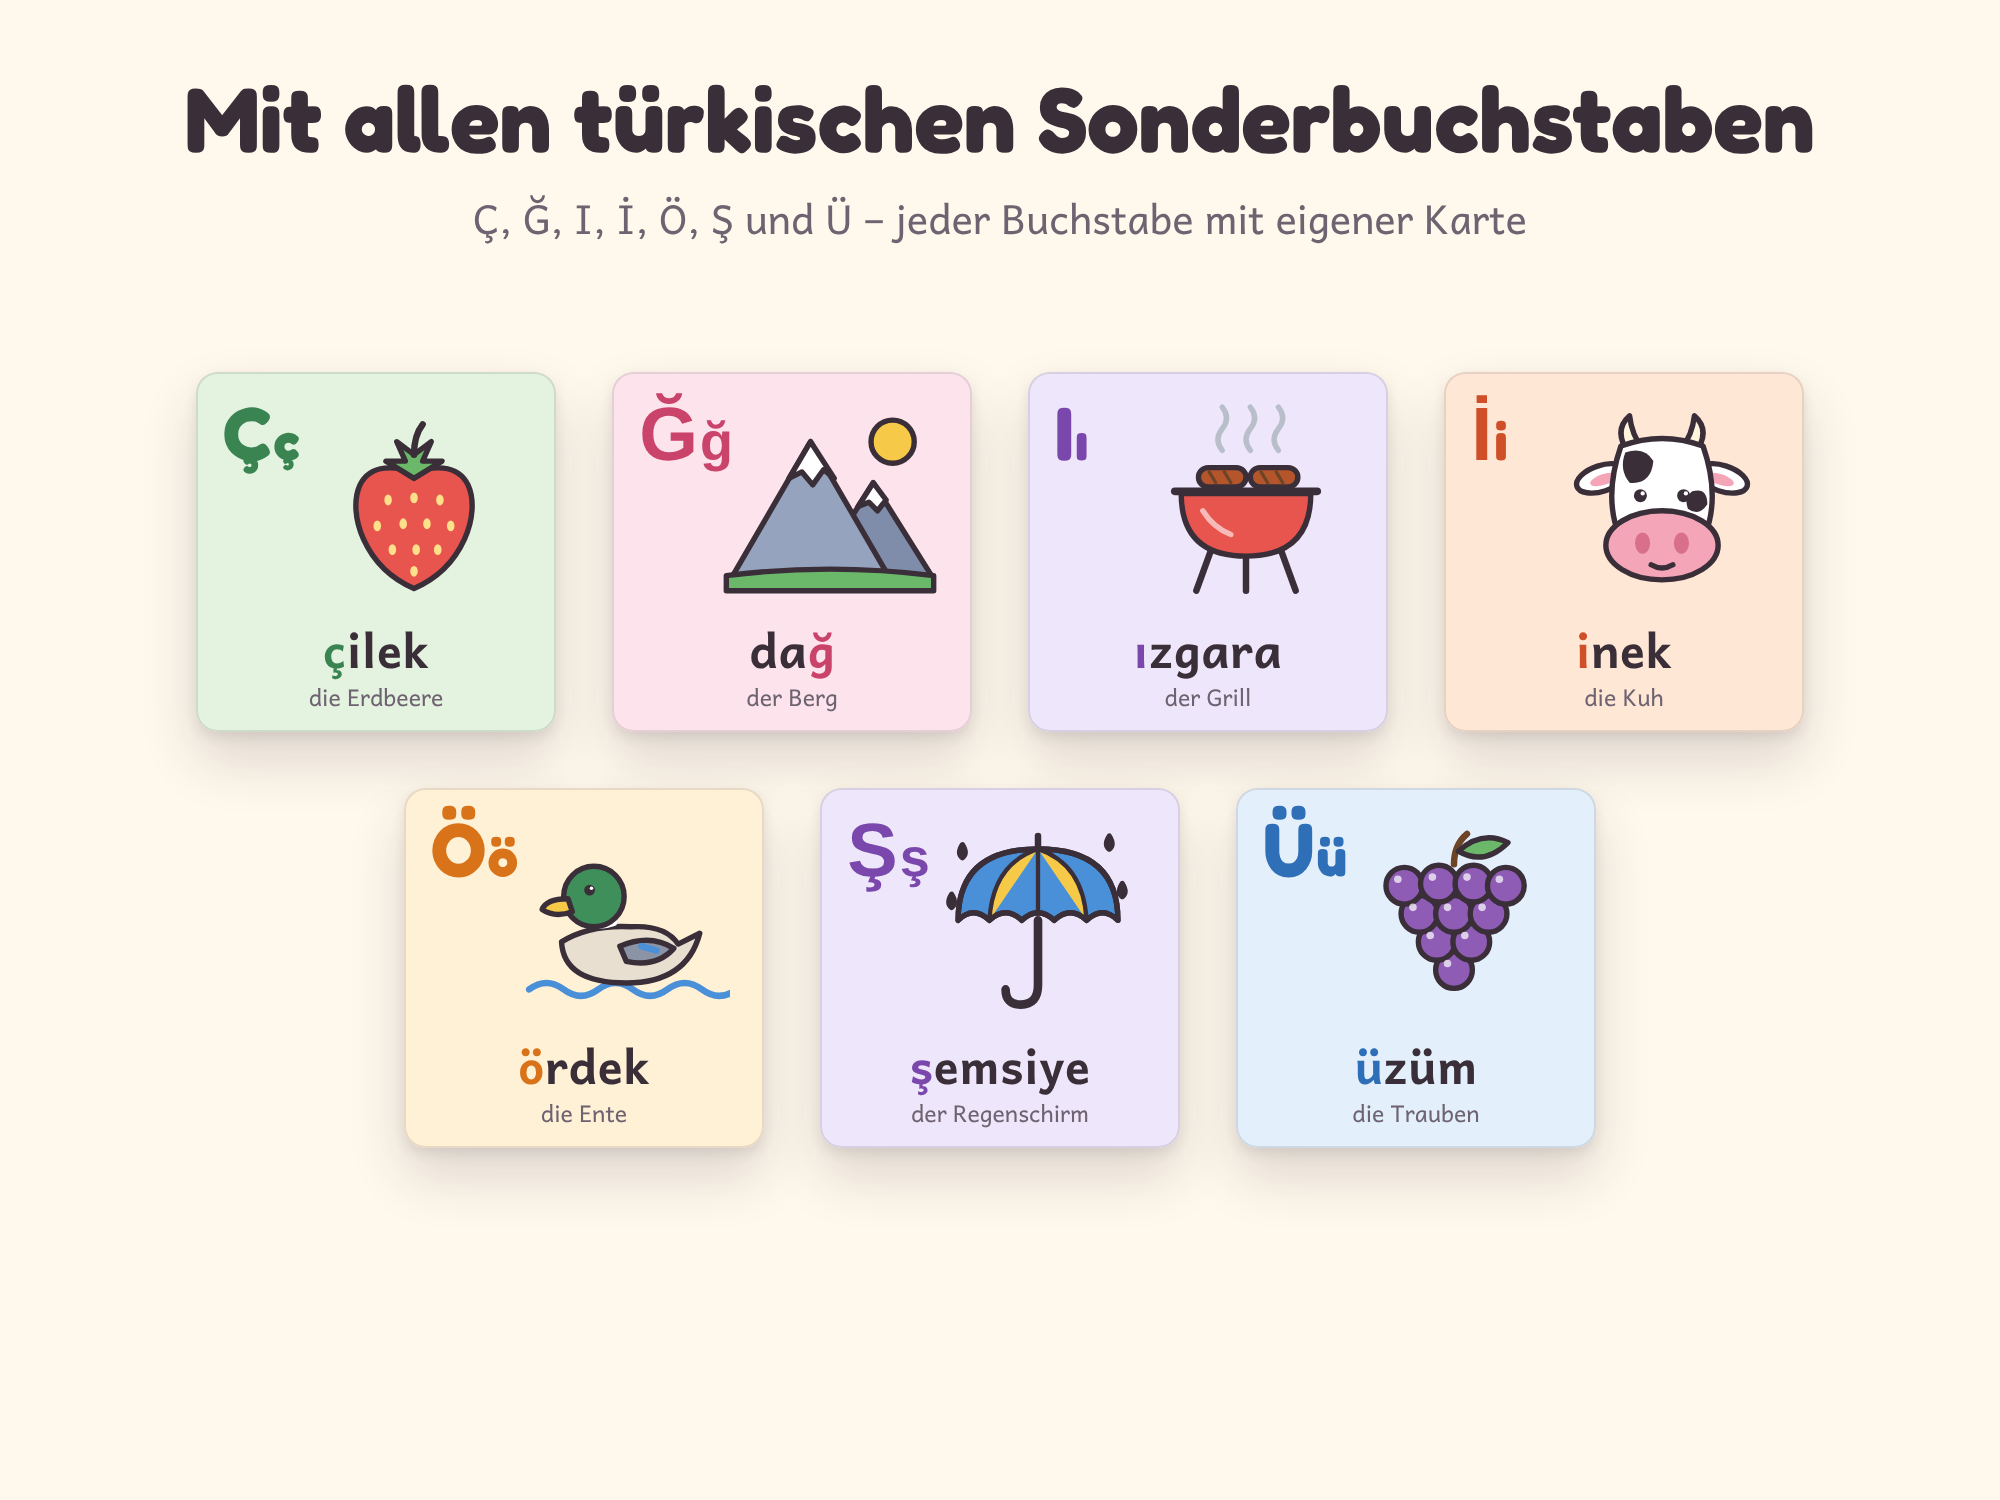 Mit allen türkischen Sonderbuchstaben
Ç, Ğ, I, İ, Ö, Ş und Ü – jeder Buchstabe mit eigener Karte
Çç
çilek
die Erdbeere
Ğğ
dağ
der Berg
Iı
ızgara
der Grill
İi
inek
die Kuh
Öö
ördek
die Ente
Şş
şemsiye
der Regenschirm
Üü
üzüm
die Trauben